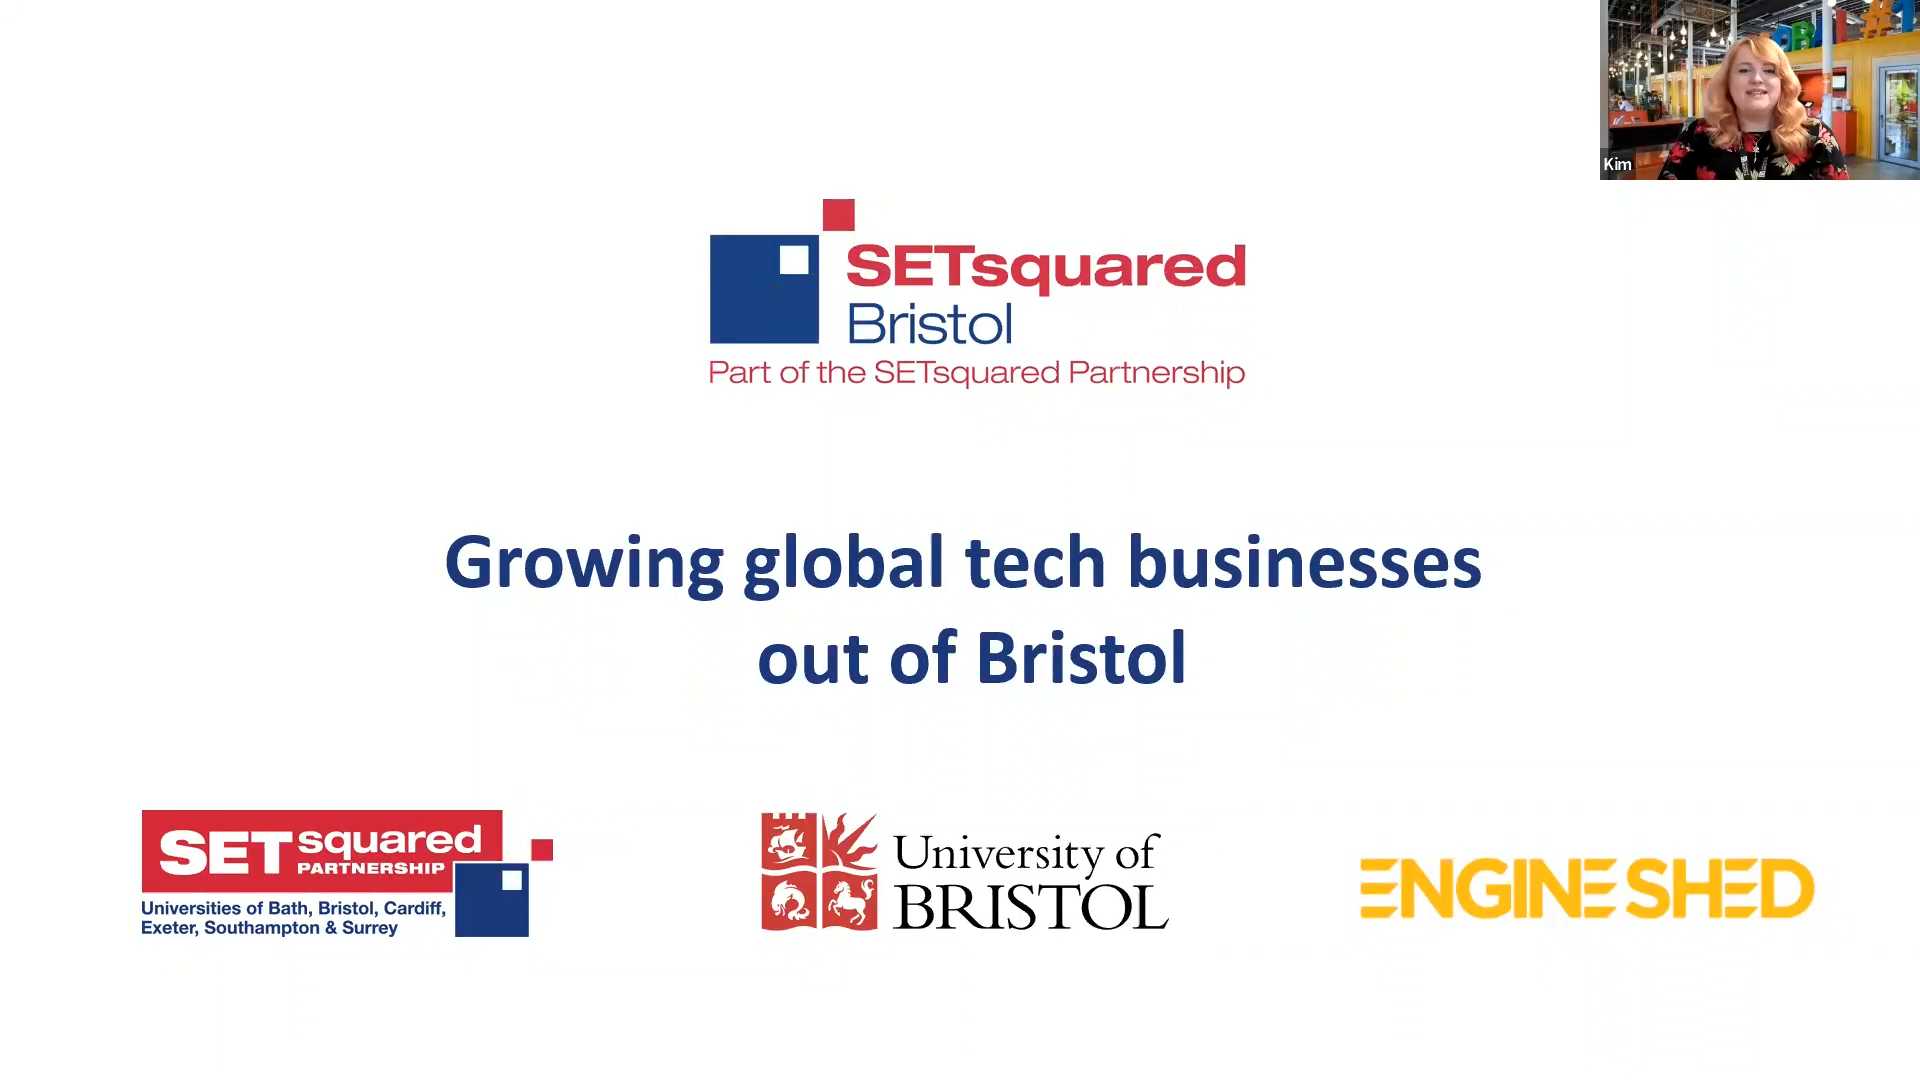 #1
Kim
SETsquared
Bristol
Part of the SETsquared Partnership
Growing global tech businesses
out of Bristol
SETsquared
PARTNERSHIP
Universities of Bath, Bristol, Cardiff,
Exeter, Southampton & Surrey
University of
BRISTOL
ENGINE SHED